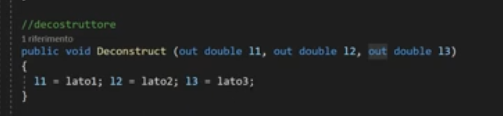 //decostruttore
1 riferimento
public void Deconstruct (out double l1, out double l2, out double l3)
{
l1 = lato1; l2 = lato2; l3 = lato3;
}